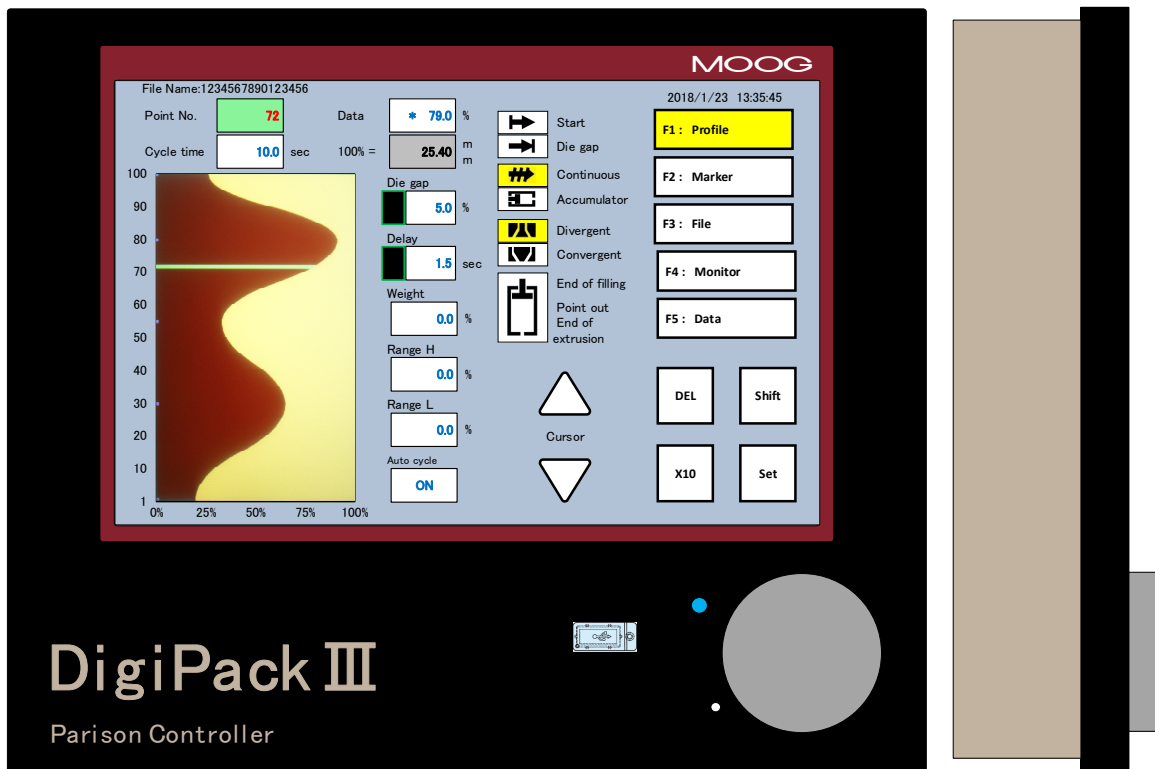 MOOG
File Name:1234567890123456
2018/1/23 13:35:45
Point No. 72 Data * 79.0 %
Cycle time 10.0 sec 100% = 25.40 m
m
Start
Die gap
Continuous
Accumulator
Divergent
Convergent
End of filling
Point out
End of
extrusion
100
90
80
70
60
50
40
30
20
10
1
0% 25% 50% 75% 100%
Die gap
5.0 %
Delay
1.5 sec
Weight
0.0 %
Range H
0.0 %
Range L
0.0 %
Auto cycle
ON
Cursor
F1 : Profile
F2 : Marker
F3 : File
F4 : Monitor
F5 : Data
DEL Shift
X10 Set
DigiPack Ⅲ
Parison Controller